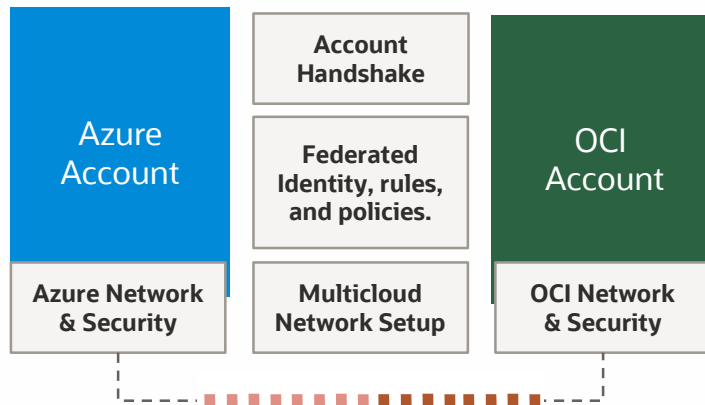 Azure
Account
Account
Handshake
Federated
Identity, rules,
and policies.
OCI
Account
Azure Network
& Security
Multicloud
Network Setup
OCI Network
& Security